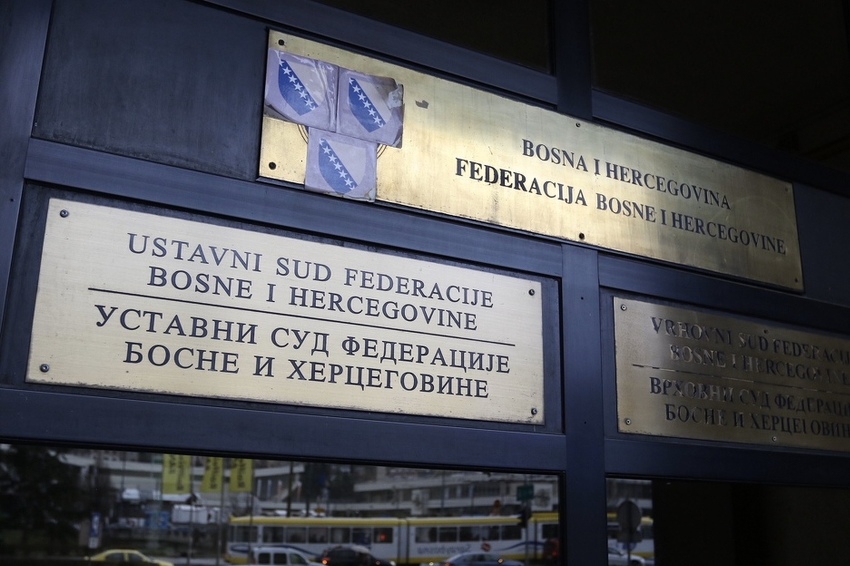 BOSNA I HERCEGOVINA
FEDERACIJA BOSNE I HERCEGOVINE
USTAVNI SUD FEDERACIJE
BOSNE I HERCEGOVINE
УСТАВНИ СУД ФЕДЕРАЦИЈЕ
БОСНЕ И ХЕРЦЕГОВИНЕ
VRHOVNI SUD FEDERACIJE
BOSNE I HERCEGOVINE
ВРХОВНИ СУД ФЕДЕРАЦИЈЕ
БОСНЕ И ХЕРЦЕГОВИНЕ